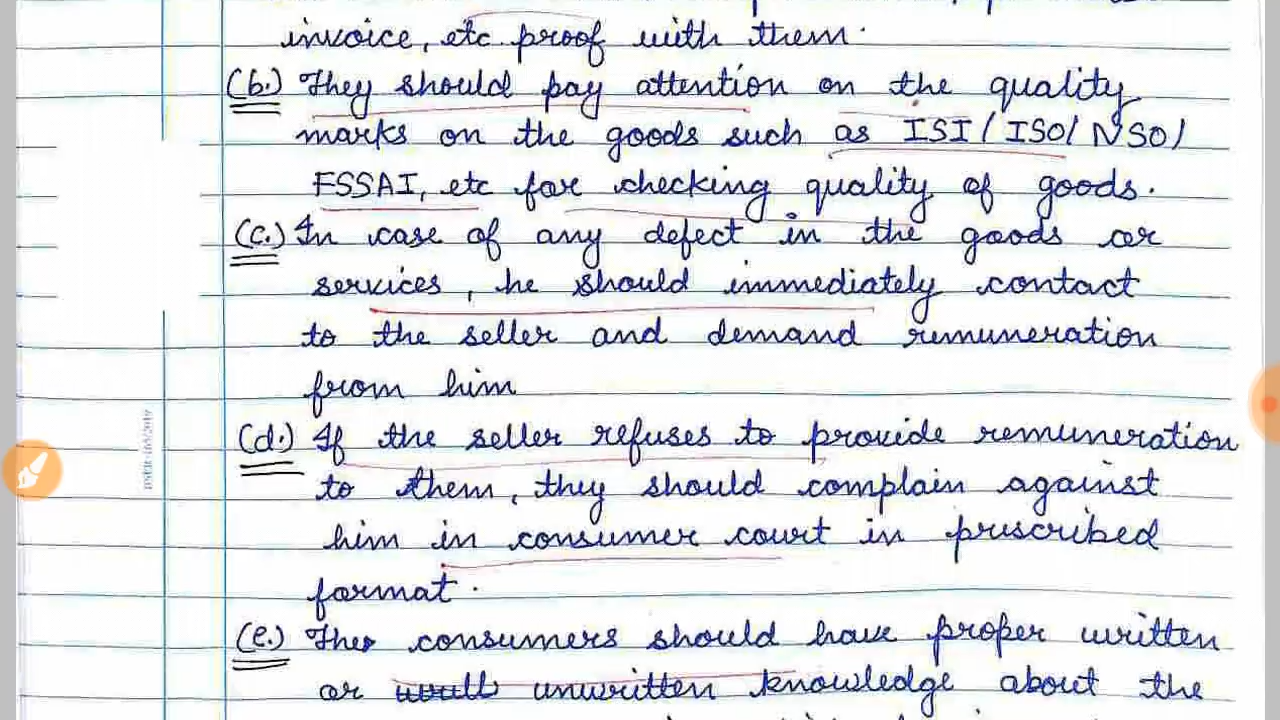 invoice, etc proof with them.
(b.) They should pay attention on the quality
marks on the goods such as ISI/ISO/NSO/
FSSAI, etc for checking quality of goods.
(c.) In case of any defect in the goods or
services, he should immediately contact
to the seller and demand remuneration
from him
(d.) If the seller refuses to provide remuneration
to them, they should complain against
him in consumer court in prescribed
format.
(e.) The consumers should have proper written
or unwritten knowledge about the